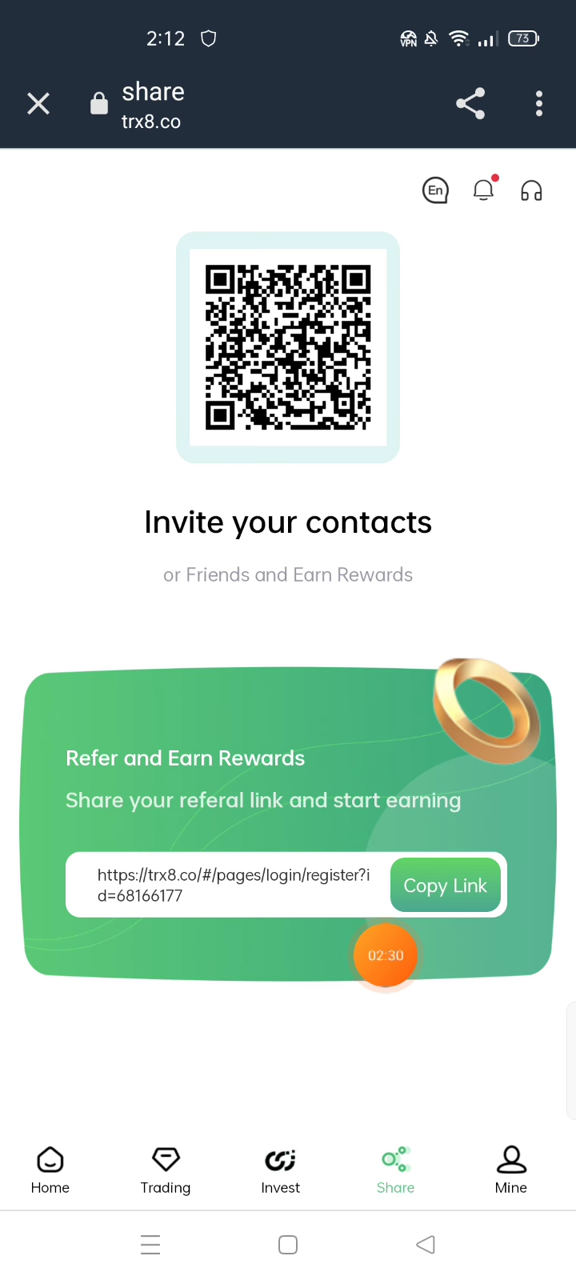 2:12
VPN
73
share
trx8.co
En
Invite your contacts
or Friends and Earn Rewards
Refer and Earn Rewards
Share your referal link and start earning
https://trx8.co/#/pages/login/register?i
d=68166177
Copy Link
02:30
Home
Trading
Invest
Share
Mine